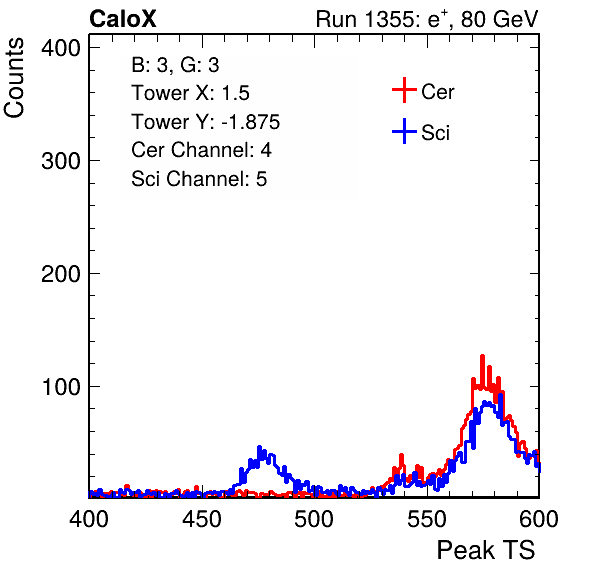 CaloX Run 1355: e+, 80 GeV
Counts
400
300
200
100
B: 3, G: 3
Tower X: 1.5
Tower Y: -1.875
Cer Channel: 4
Sci Channel: 5
Cer
Sci
400 450 500 550 600
Peak TS